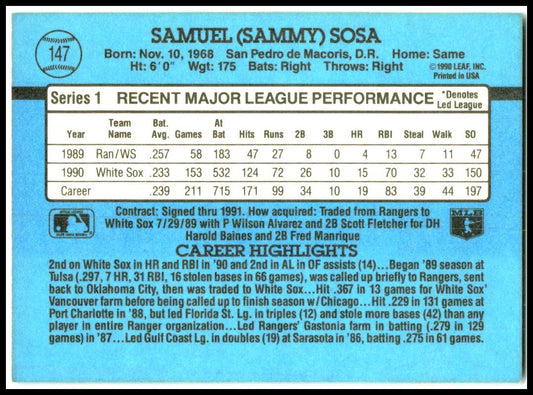 147
SAMUEL (SAMMY) SOSA
Born: Nov. 10, 1968 San Pedro de Macoris, D.R. Home: Same
Ht: 6'0" Wgt: 175 Bats: Right Throws: Right
©1990 LEAF, INC.
Printed in USA
Series 1 RECENT MAJOR LEAGUE PERFORMANCE *Denotes Led League
Year Team Name Bat. Avg. Games At Bat Hits Runs 2B 3B HR RBI Steal Walk SO
1989 Ran/WS .257 58 183 47 27 8 0 4 13 7 11 47
1990 White Sox .233 153 532 124 72 26 10 15 70 32 33 150
Career .239 211 715 171 99 34 10 19 83 39 44 197
Contract: Signed thru 1991. How acquired: Traded from Rangers to
White Sox 7/29/89 with P Wilson Alvarez and 2B Scott Fletcher for DH
Harold Baines and 2B Fred Manrique
MLB
CAREER HIGHLIGHTS
2nd on White Sox in HR and RBI in '90 and 2nd in AL in OF assists (14)...Began '89 season at
Tulsa (.297, 7 HR, 31 RBI, 16 stolen bases in 66 games), was called up briefly to Rangers, sent
back to Oklahoma City, then was traded to White Sox...Hit .367 in 13 games for White Sox'
Vancouver farm before being called up to finish season w/Chicago...Hit .229 in 131 games at
Port Charlotte in '88, but led Florida St. Lg. in triples (12) and stole more bases (42) than any
player in entire Ranger organization...Led Rangers' Gastonia farm in batting (.279 in 129
games) in '87...Led Gulf Coast Lg. in doubles (19) at Sarasota in '86, batting .275 in 61 games.